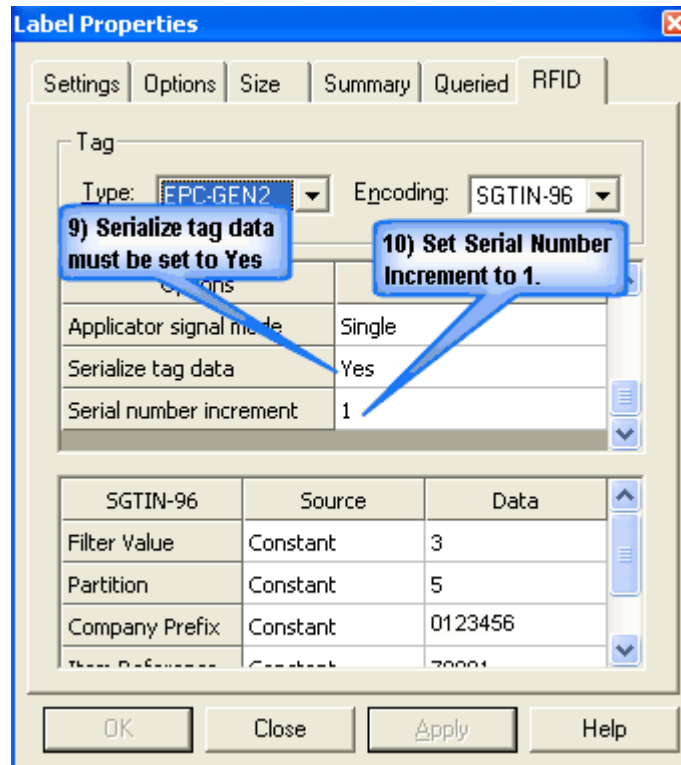 Label Properties
Settings Options Size Summary Queried RFID
Tag
Type: EPC-GEN2 Encoding: SGTIN-96
9) Serialize tag data
must be set to Yes
10) Set Serial Number
Increment to 1.
Applicator signal mode Single
Serialize tag data Yes
Serial number increment 1
SGTIN-96 Source Data
Filter Value Constant 3
Partition Constant 5
Company Prefix Constant 0123456
OK Close Apply Help